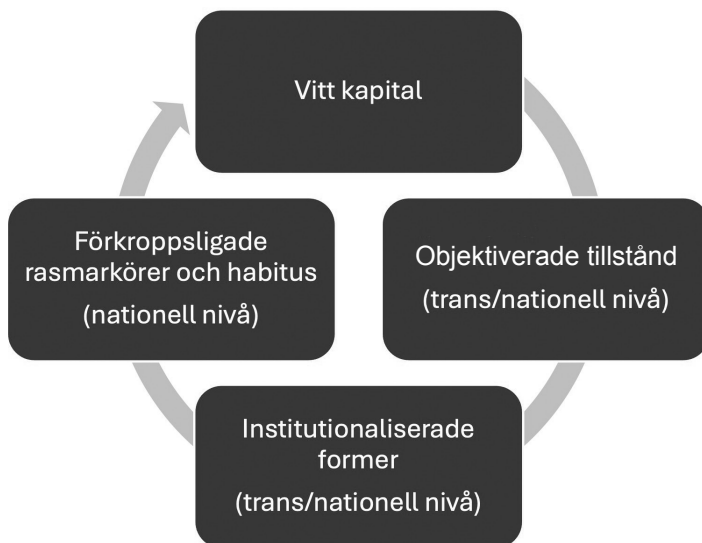 Vitt kapital
Objektiverade tillstånd
(trans/nationell nivå)
Institutionaliserade
former
(trans/nationell nivå)
Förkroppsligade
rasmarkörer och habitus
(nationell nivå)